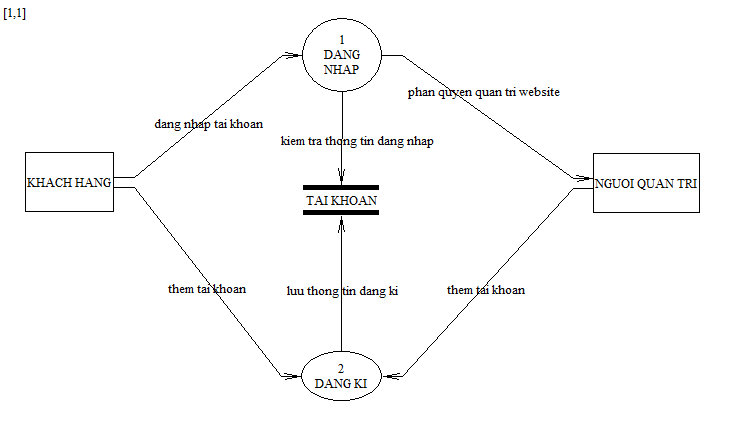 [1,1]
1
DANG
NHAP
phan quyen quan tri website
dang nhap tai khoan
kiem tra thong tin dang nhap
KHACH HANG
NGUOI QUAN TRI
TAI KHOAN
them tai khoan
luu thong tin dang ki
them tai khoan
2
DANG KI